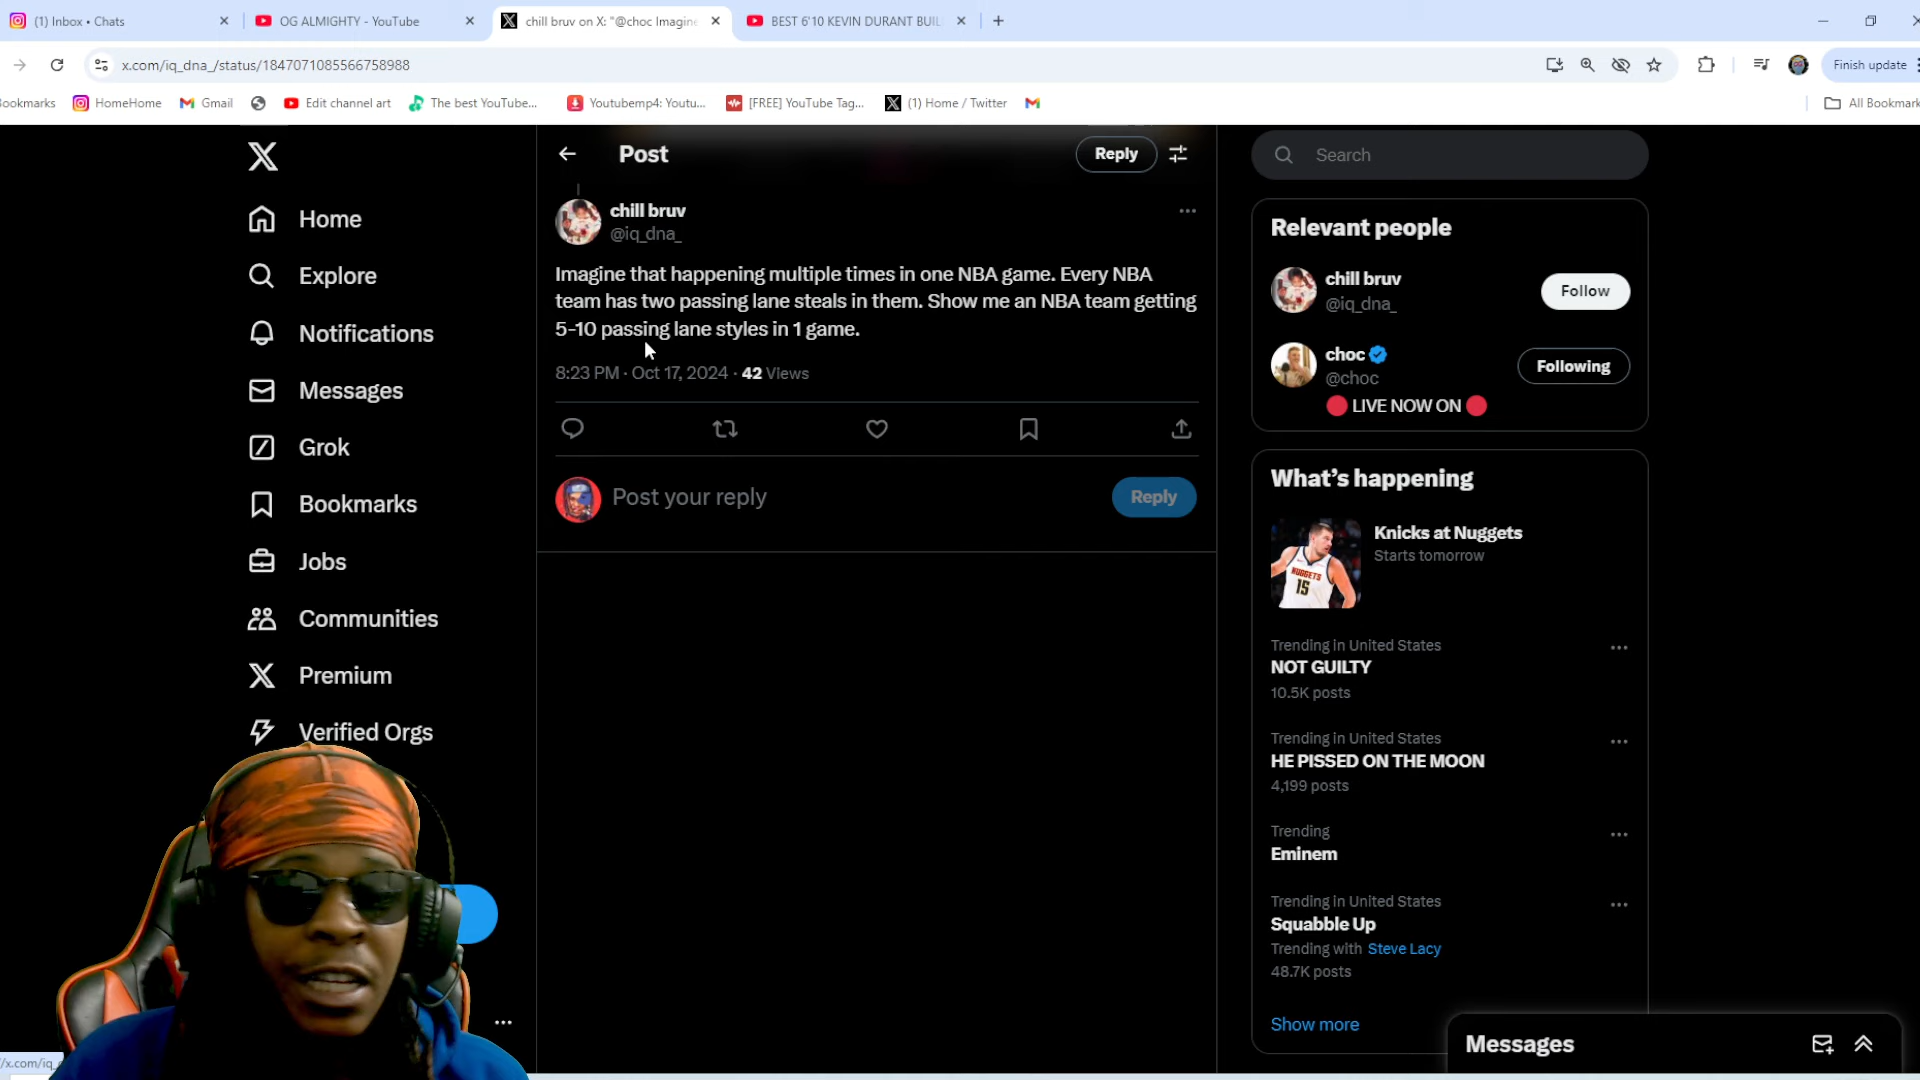 (1) Inbox • Chats
OG ALMIGHTY - YouTube
chill bruv on X: "@choc Imagine
BEST 6'10 KEVIN DURANT BUIL
x.com/iq_dna_/status/1847071085566758988
Finish update
ookmarks
HomeHome
Gmail
Edit channel art
The best YouTube...
Youtubemp4: Youtu...
[FREE] YouTube Tag...
(1) Home / Twitter
All Bookmark
Home
Explore
Notifications
Messages
Grok
Bookmarks
Jobs
Communities
Premium
Verified Orgs
Post
Reply
chill bruv
@iq_dna_
Imagine that happening multiple times in one NBA game. Every NBA
team has two passing lane steals in them. Show me an NBA team getting
5-10 passing lane styles in 1 game.
8:23 PM · Oct 17, 2024 · 42 Views
Post your reply
Reply
Search
Relevant people
chill bruv
@iq_dna_
Follow
choc
@choc
Following
LIVE NOW ON
What's happening
Knicks at Nuggets
Starts tomorrow
NUGGETS
15
Trending in United States
NOT GUILTY
10.5K posts
Trending in United States
HE PISSED ON THE MOON
4,199 posts
Trending
Eminem
Trending in United States
Squabble Up
Trending with Steve Lacy
48.7K posts
Show more
Messages
/x.com/iq_